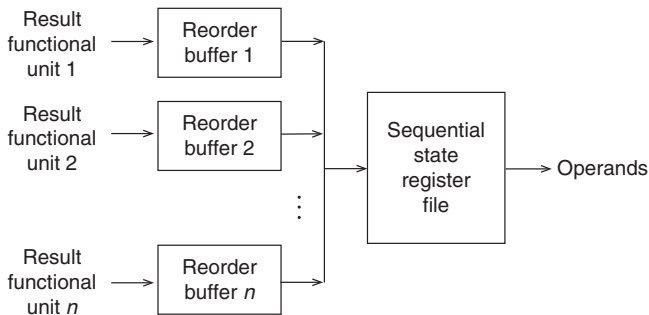 Result
functional
unit 1
Reorder
buffer 1
Result
functional
unit 2
Reorder
buffer 2
Sequential
state
register
file
Operands
Result
functional
unit n
Reorder
buffer n